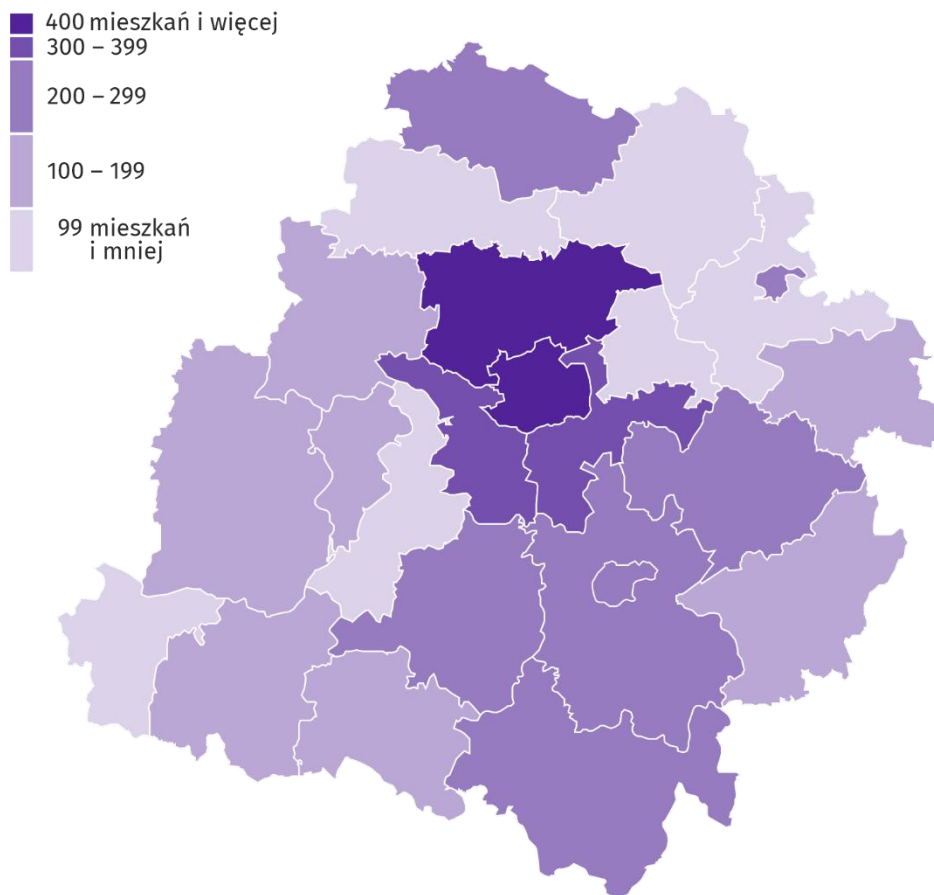 400 mieszkań i więcej
300 – 399
200 – 299
100 – 199
99 mieszkań
i mniej